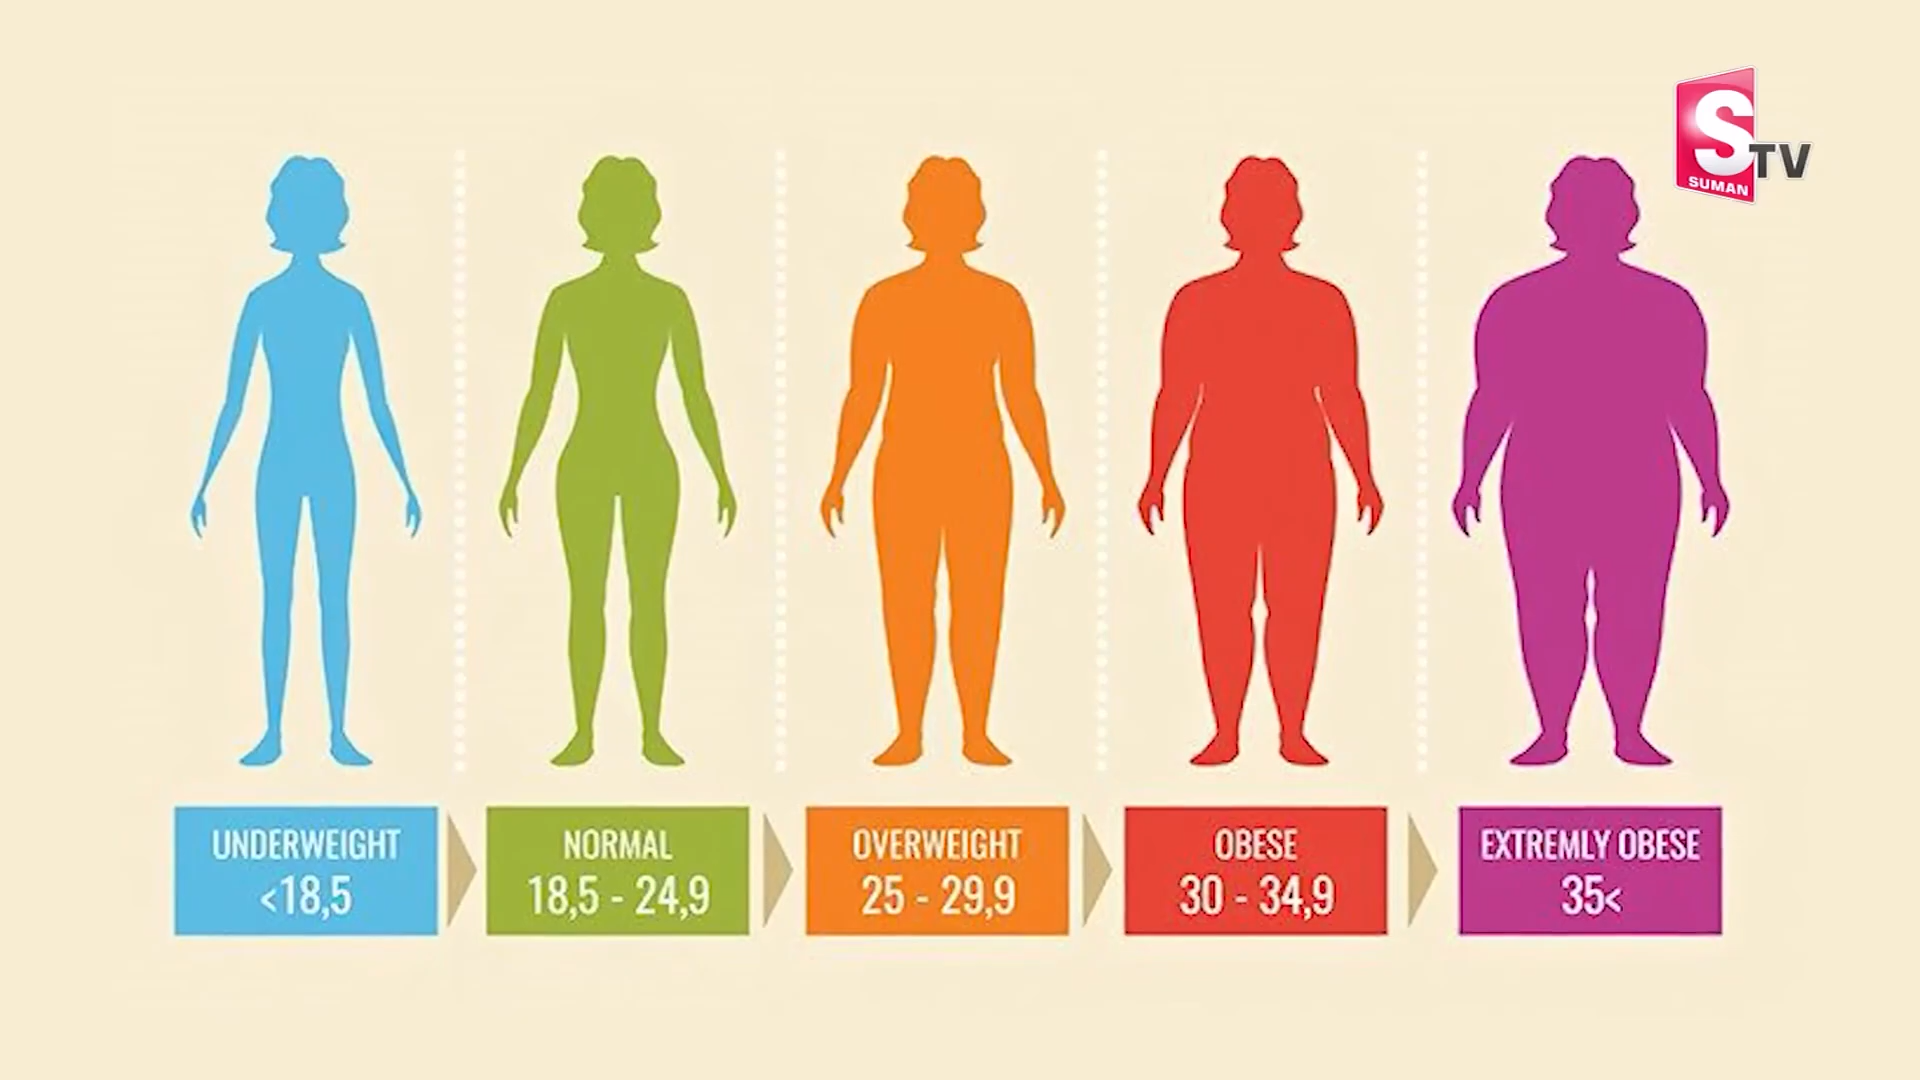 S
TV
SUMAN
UNDERWEIGHT
<18,5
NORMAL
18,5 - 24,9
OVERWEIGHT
25 - 29,9
OBESE
30 - 34,9
EXTREMLY OBESE
35<